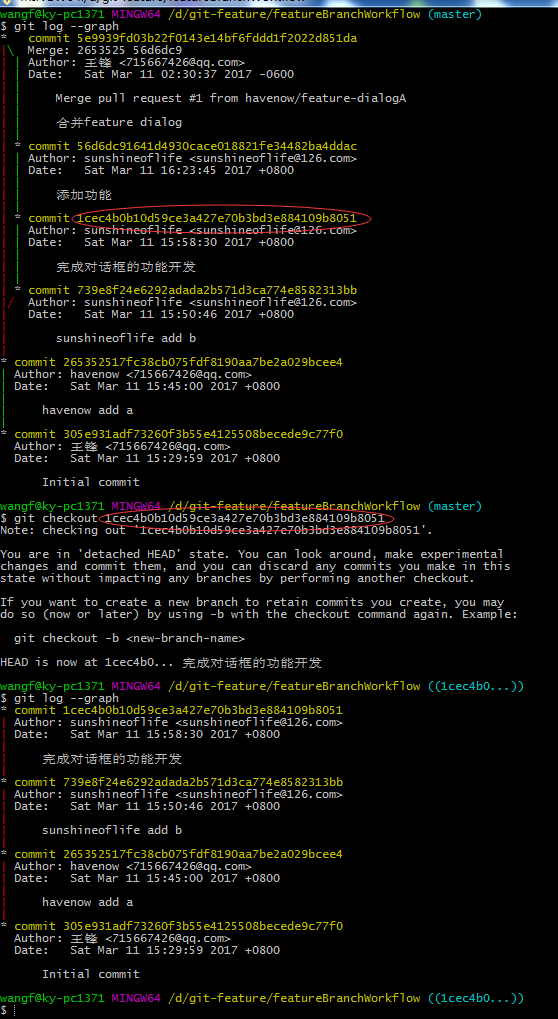 wangf@ky-pc1371 MINGW64 /d/git-feature/featureBranchWorkflow (master)
$ git log --graph
*   commit 5e9939fd03b22f0143e14bf6fddd1f2022d851da
|\  Merge: 2653525 56d6dc9
| | Author: 王锋 <715667426@qq.com>
| | Date:   Sat Mar 11 02:30:37 2017 -0600
| |
| |     Merge pull request #1 from havenow/feature-dialogA
| |
| |     合并feature dialog
| |
| * commit 56d6dc91641d4930cace018821fe34482ba4ddac
| | Author: sunshineoflife <sunshineoflife@126.com>
| | Date:   Sat Mar 11 16:23:45 2017 +0800
| |
| |     添加功能
| |
| * commit 1cec4b0b10d59ce3a427e70b3bd3e884109b8051
| | Author: sunshineoflife <sunshineoflife@126.com>
| | Date:   Sat Mar 11 15:58:30 2017 +0800
| |
| |     完成对话框的功能开发
| |
| * commit 739e8f24e6292adada2b571d3ca774e8582313bb
|/  Author: sunshineoflife <sunshineoflife@126.com>
|   Date:   Sat Mar 11 15:50:46 2017 +0800
|
|       sunshineoflife add b
|
* commit 265352517fc38cb075fdf8190aa7be2a029bcee4
| Author: havenow <715667426@qq.com>
| Date:   Sat Mar 11 15:45:00 2017 +0800
|
|     havenow add a
|
* commit 305e931adf73260f3b55e4125508becede9c77f0
  Author: 王锋 <715667426@qq.com>
  Date:   Sat Mar 11 15:29:59 2017 +0800

      Initial commit

wangf@ky-pc1371 MINGW64 /d/git-feature/featureBranchWorkflow (master)
$ git checkout 1cec4b0b10d59ce3a427e70b3bd3e884109b8051
Note: checking out '1cec4b0b10d59ce3a427e70b3bd3e884109b8051'.

You are in 'detached HEAD' state. You can look around, make experimental
changes and commit them, and you can discard any commits you make in this
state without impacting any branches by performing another checkout.

If you want to create a new branch to retain commits you create, you may
do so (now or later) by using -b with the checkout command again. Example:

  git checkout -b <new-branch-name>

HEAD is now at 1cec4b0... 完成对话框的功能开发

wangf@ky-pc1371 MINGW64 /d/git-feature/featureBranchWorkflow ((1cec4b0...))
$ git log --graph
* commit 1cec4b0b10d59ce3a427e70b3bd3e884109b8051
| Author: sunshineoflife <sunshineoflife@126.com>
| Date:   Sat Mar 11 15:58:30 2017 +0800
|
|     完成对话框的功能开发
|
* commit 739e8f24e6292adada2b571d3ca774e8582313bb
| Author: sunshineoflife <sunshineoflife@126.com>
| Date:   Sat Mar 11 15:50:46 2017 +0800
|
|     sunshineoflife add b
|
* commit 265352517fc38cb075fdf8190aa7be2a029bcee4
| Author: havenow <715667426@qq.com>
| Date:   Sat Mar 11 15:45:00 2017 +0800
|
|     havenow add a
|
* commit 305e931adf73260f3b55e4125508becede9c77f0
  Author: 王锋 <715667426@qq.com>
  Date:   Sat Mar 11 15:29:59 2017 +0800

      Initial commit

wangf@ky-pc1371 MINGW64 /d/git-feature/featureBranchWorkflow ((1cec4b0...))
$